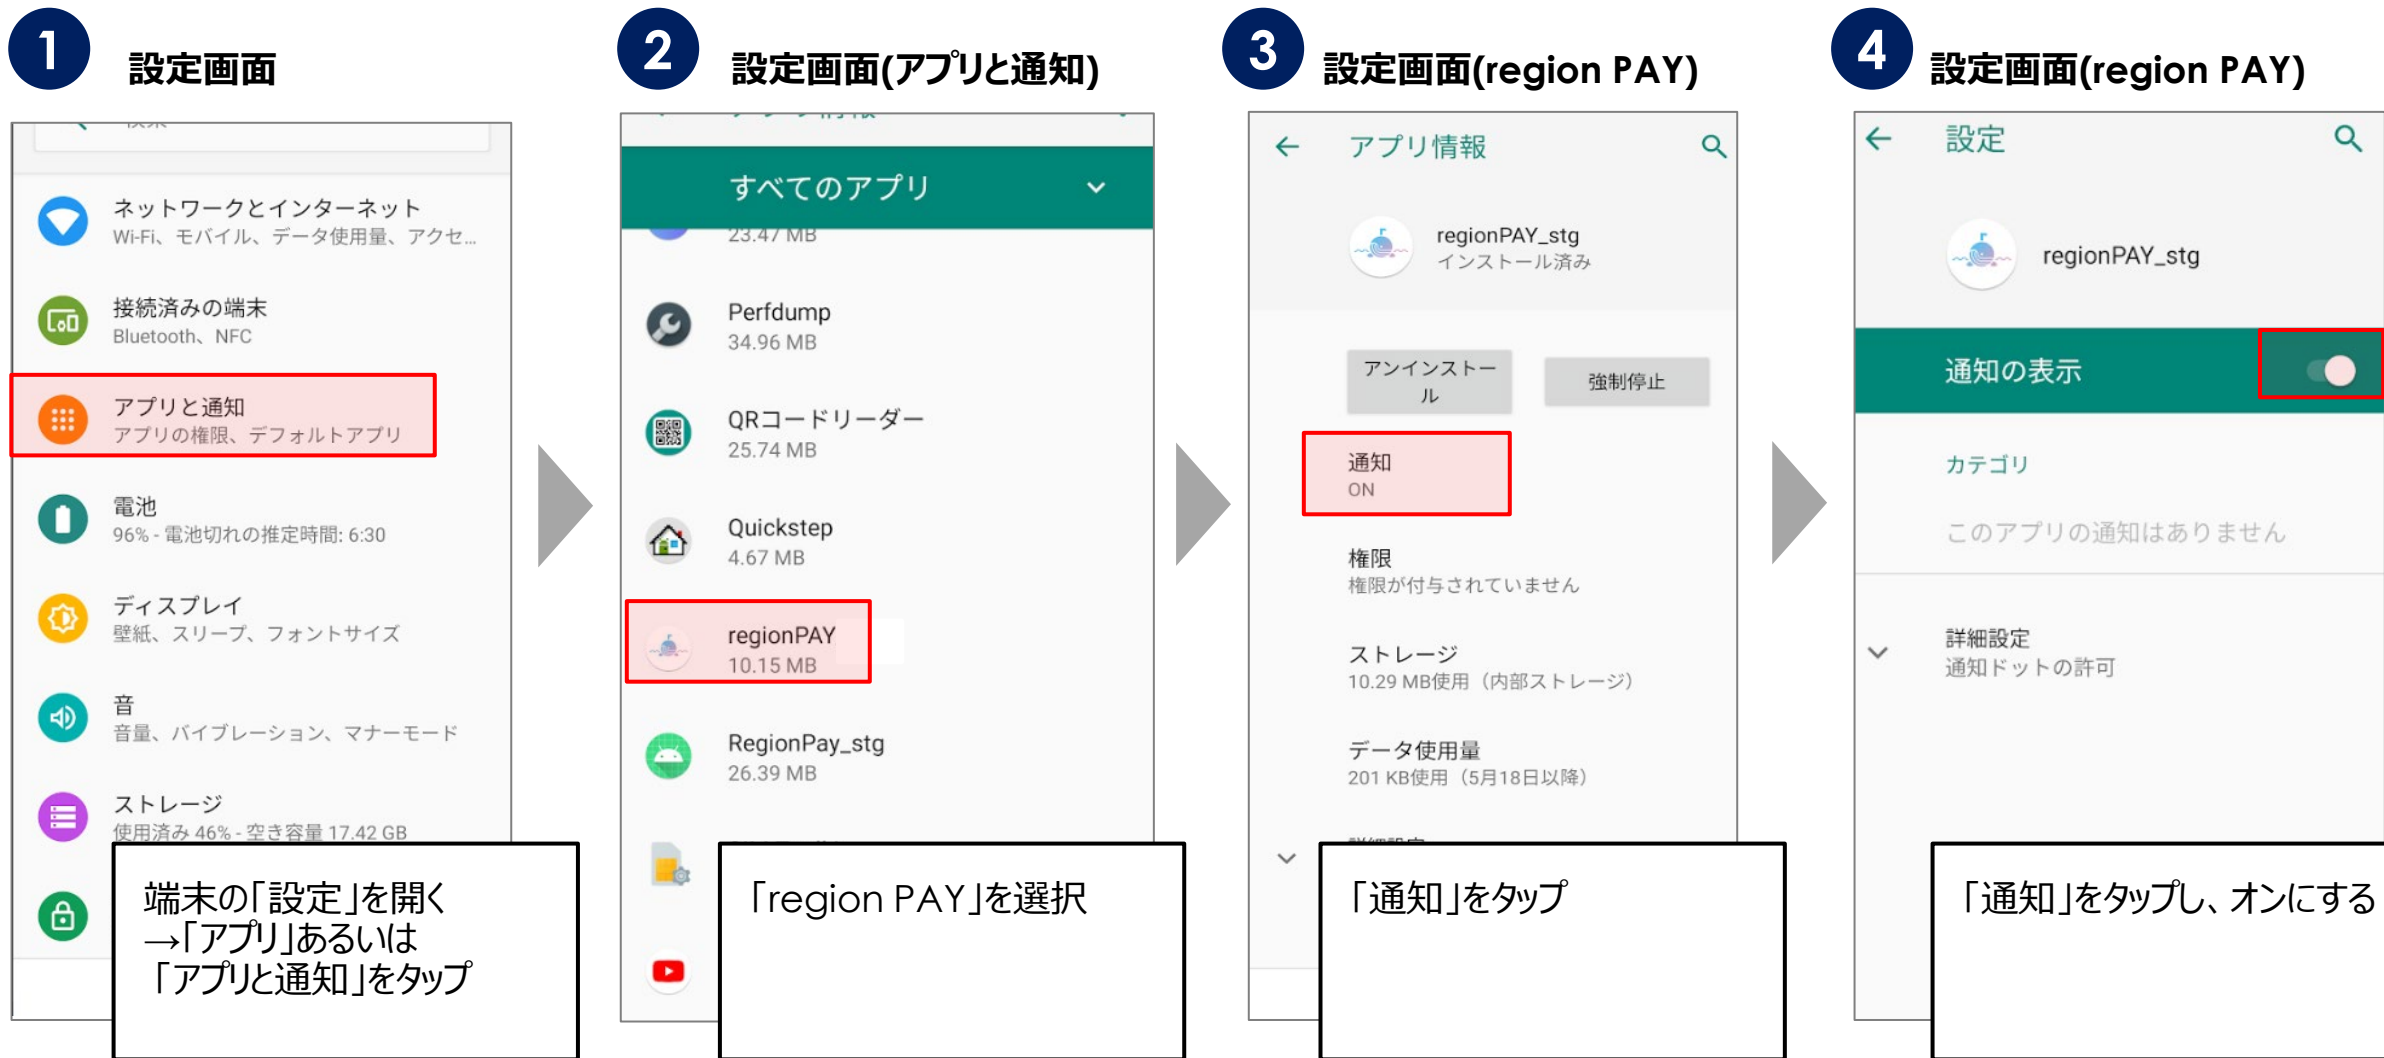 1
設定画面
ネットワークとインターネット
Wi-Fi、モバイル、データ使用量、アクセ...
接続済みの端末
Bluetooth、NFC
アプリと通知
アプリの権限、デフォルトアプリ
電池
96% - 電池切れの推定時間: 6:30
ディスプレイ
壁紙、スリープ、フォントサイズ
音
音量、バイブレーション、マナーモード
ストレージ
使用済み 46% - 空き容量 17.42 GB
端末の「設定」を開く
→「アプリ」あるいは
「アプリと通知」をタップ
2
設定画面(アプリと通知)
すべてのアプリ
23.47 MB
Perfdump
34.96 MB
QRコードリーダー
25.74 MB
Quickstep
4.67 MB
regionPAY
10.15 MB
RegionPay_stg
26.39 MB
「region PAY」を選択
3
設定画面(region PAY)
アプリ情報
regionPAY_stg
インストール済み
アンインストー
ル
強制停止
通知
ON
権限
権限が付与されていません
ストレージ
10.29 MB使用（内部ストレージ）
データ使用量
201 KB使用（5月18日以降）
「通知」をタップ
4
設定画面(region PAY)
設定
regionPAY_stg
通知の表示
カテゴリ
このアプリの通知はありません
詳細設定
通知ドットの許可
「通知」をタップし、オンにする